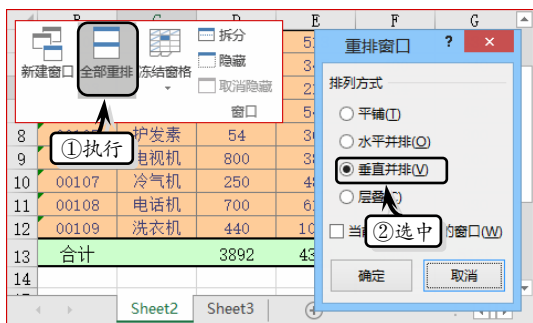 E F G
拆分
隐藏
取消隐藏
新建窗口 全部重排 冻结窗格
窗口
①执行
8 护发素 54
9 电视机 800
10 00107 冷气机 250
11 00108 电话机 700
12 00109 洗衣机 440
13 合计 3892
14
Sheet2 Sheet3
重排窗口 ? ×
排列方式
平铺(T)
水平并排(O)
垂直并排(V)
层叠
②选中
的窗口(W)
确定 取消